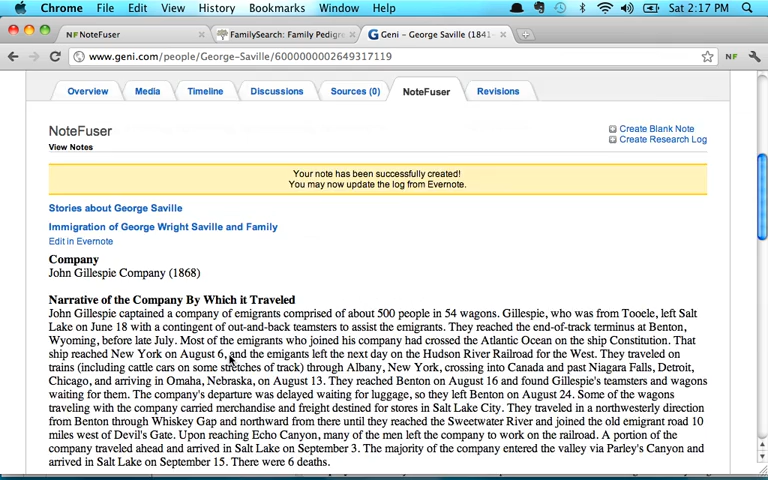 Chrome File Edit View History Bookmarks Window Help Sat 2:17 PM
NF NoteFuser FamilySearch: Family Pedigre Geni - George Saville (1841-
www.geni.com/people/George-Saville/6000000002649317119 NF
Overview Media Timeline Discussions Sources (0) NoteFuser Revisions
NoteFuser
View Notes
Create Blank Note
Create Research Log
Your note has been successfully created!
You may now update the log from Evernote.
Stories about George Saville
Immigration of George Wright Saville and Family
Edit in Evernote
Company
John Gillespie Company (1868)
Narrative of the Company By Which it Traveled
John Gillespie captained a company of emigrants comprised of about 500 people in 54 wagons. Gillespie, who was from Tooele, left Salt
Lake on June 18 with a contingent of out-and-back teamsters to assist the emigrants. They reached the end-of-track terminus at Benton,
Wyoming, before late July. Most of the emigrants who joined his company had crossed the Atlantic Ocean on the ship Constitution. That
ship reached New York on August 6, and the emigants left the next day on the Hudson River Railroad for the West. They traveled on
trains (including cattle cars on some stretches of track) through Albany, New York, crossing into Canada and past Niagara Falls, Detroit,
Chicago, and arriving in Omaha, Nebraska, on August 13. They reached Benton on August 16 and found Gillespie's teamsters and wagons
waiting for them. The company's departure was delayed waiting for luggage, so they left Benton on August 24. Some of the wagons
traveling with the company carried merchandise and freight destined for stores in Salt Lake City. They traveled in a northwesterly direction
from Benton through Whiskey Gap and northward from there until they reached the Sweetwater River and joined the old emigrant road 10
miles west of Devil's Gate. Upon reaching Echo Canyon, many of the men left the company to work on the railroad. A portion of the
company traveled ahead and arrived in Salt Lake on September 3. The majority of the company entered the valley via Parley's Canyon and
arrived in Salt Lake on September 15. There were 6 deaths.